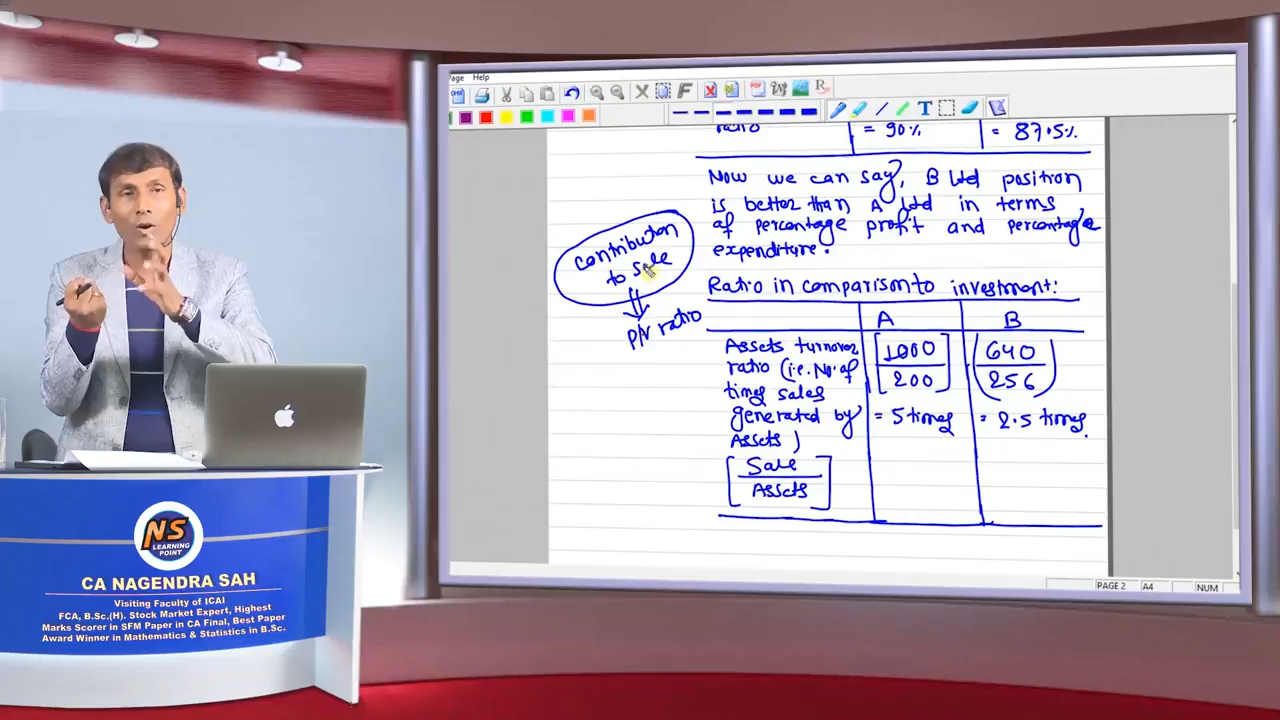 Page Help
ratio = 90% = 87.5%
Now we can say, B Ltd position
is better than A Ltd in terms
of percentage profit and percentage
expenditure.
Contribution
to sale
P/V ratio
Ratio in comparison to investment:
A B
Assets turnover
ratio (i.e. No. of
times sales
generated by
Assets)
[Sale / Assets]
[1000 / 200] (640 / 256)
= 5 times = 2.5 times.
PAGE 2 A4 NUM
NS
LEARNING
POINT
CA NAGENDRA SAH
Visiting Faculty of ICAI
FCA, B.Sc.(H). Stock Market Expert, Highest
Marks Scorer in SFM Paper in CA Final, Best Paper
Award Winner in Mathematics & Statistics in B.Sc.